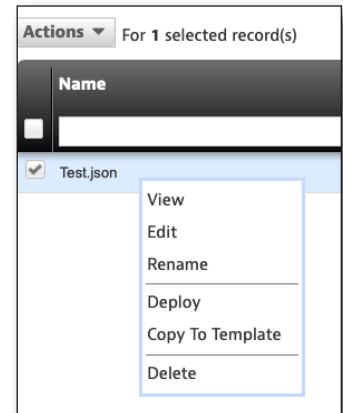 Actions For 1 selected record(s)
Name
Test.json
View
Edit
Rename
Deploy
Copy To Template
Delete